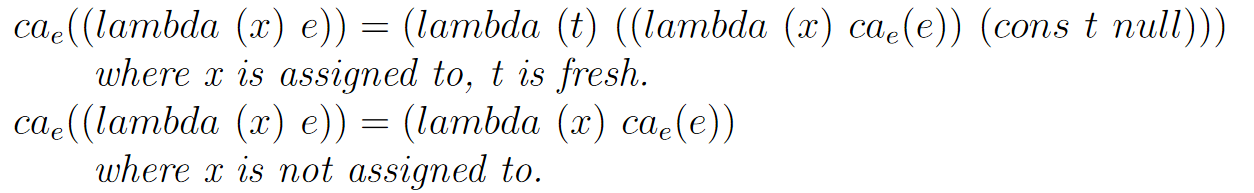 ca_e((lambda (x) e)) = (lambda (t) ((lambda (x) ca_e(e)) (cons t null)))
where x is assigned to, t is fresh.
ca_e((lambda (x) e)) = (lambda (x) ca_e(e))
where x is not assigned to.